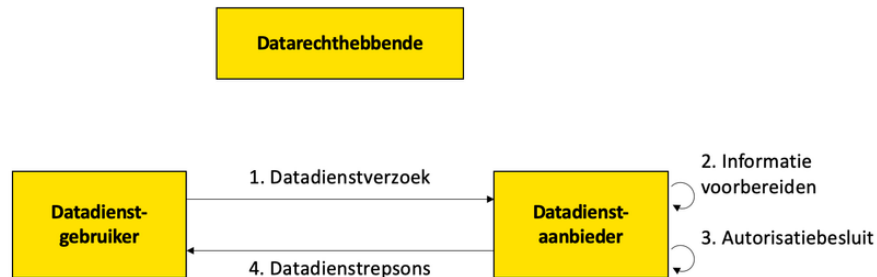 Datarechthebbende
1. Datadienstverzoek
2. Informatie
voorbereiden
Datadienst-
gebruiker
Datadienst-
aanbieder
3. Autorisatiebesluit
4. Datadienstrepsons